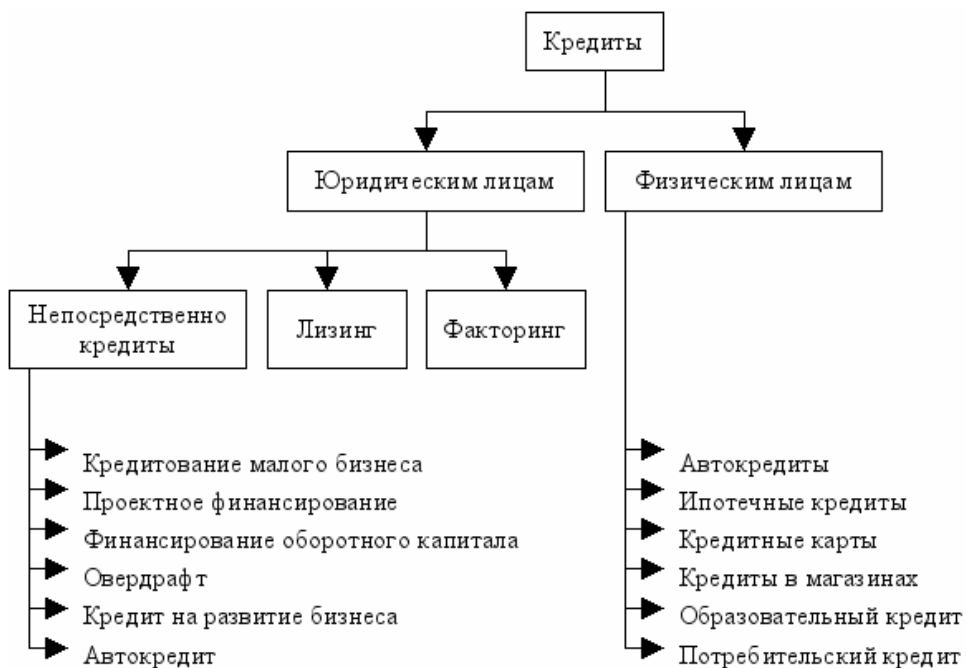 Кредиты
Юридическим лицам
Физическим лицам
Непосредственно
кредиты
Лизинг
Факторинг
Кредитование малого бизнеса
Проектное финансирование
Финансирование оборотного капитала
Овердрафт
Кредит на развитие бизнеса
Автокредит
Автокредиты
Ипотечные кредиты
Кредитные карты
Кредиты в магазинах
Образовательный кредит
Потребительский кредит